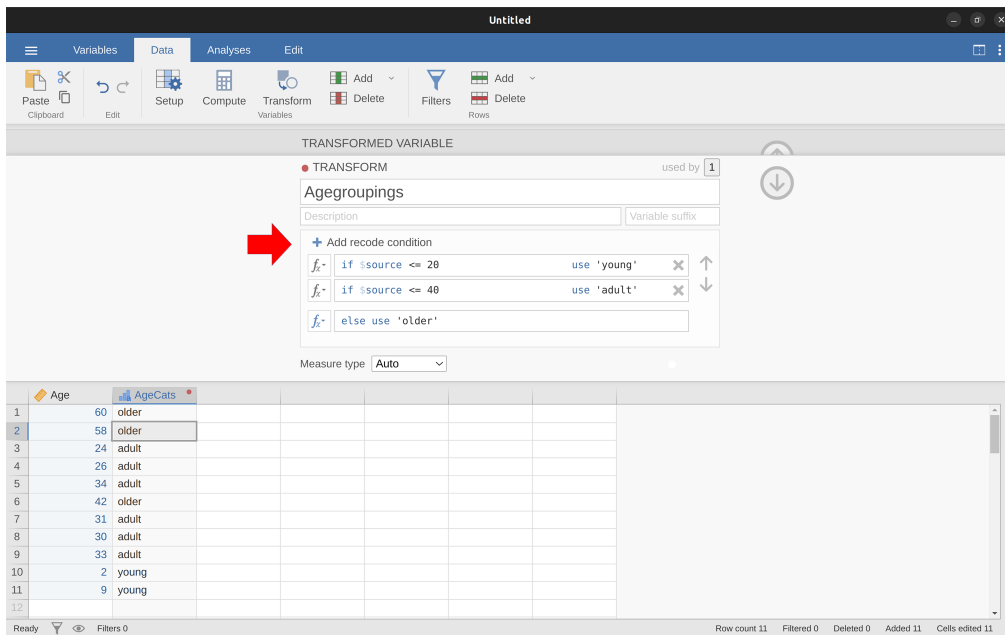 Untitled
Variables Data Analyses Edit
Paste Setup Compute Transform Add Delete Filters Add Delete
Clipboard Edit Variables Rows
TRANSFORMED VARIABLE
TRANSFORM used by 1
Agegroupings
Description Variable suffix
+ Add recode condition
fx if $source <= 20 use 'young'
fx if $source <= 40 use 'adult'
fx else use 'older'
Measure type Auto
Age AgeCats
1 60 older
2 58 older
3 24 adult
4 26 adult
5 34 adult
6 42 older
7 31 adult
8 30 adult
9 33 adult
10 2 young
11 9 young
12
Ready Filters 0 Row count 11 Filtered 0 Deleted 0 Added 11 Cells edited 11